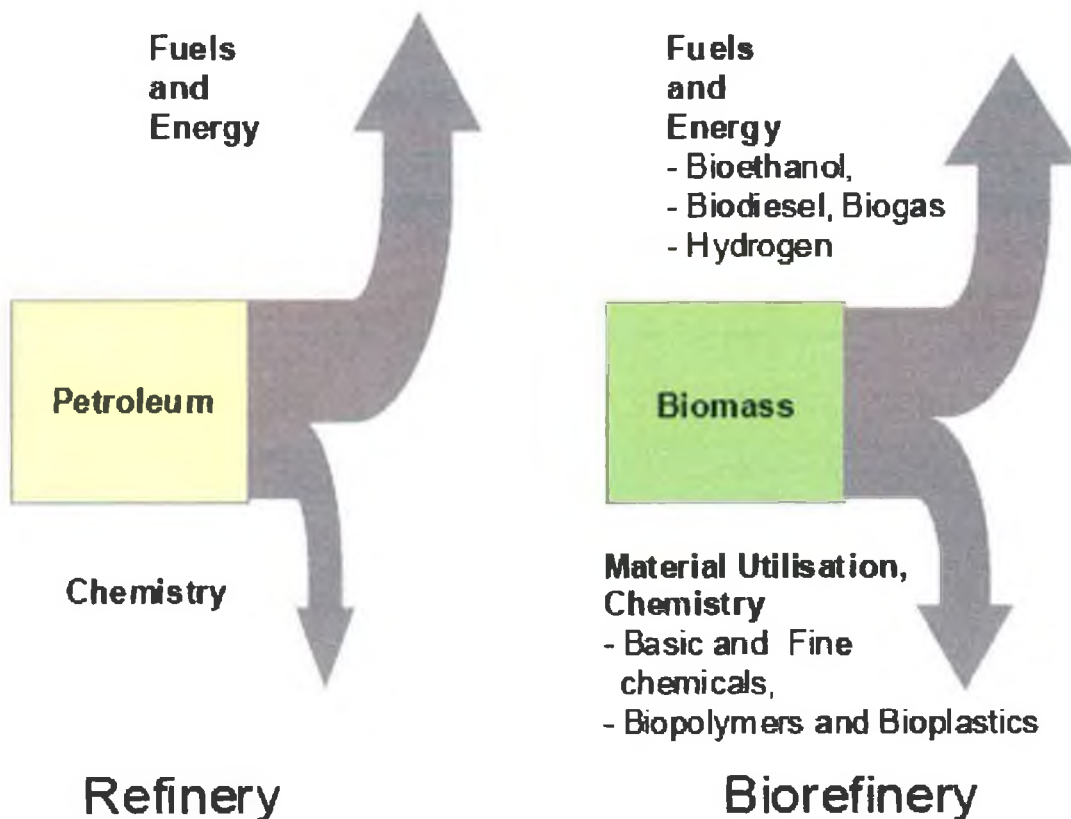 Fuels
and
Energy
Petroleum
Chemistry
Refinery
Fuels
and
Energy
- Bioethanol,
- Biodiesel, Biogas
- Hydrogen
Biomass
Material Utilisation,
Chemistry
- Basic and Fine
chemicals,
- Biopolymers and Bioplastics
Biorefinery